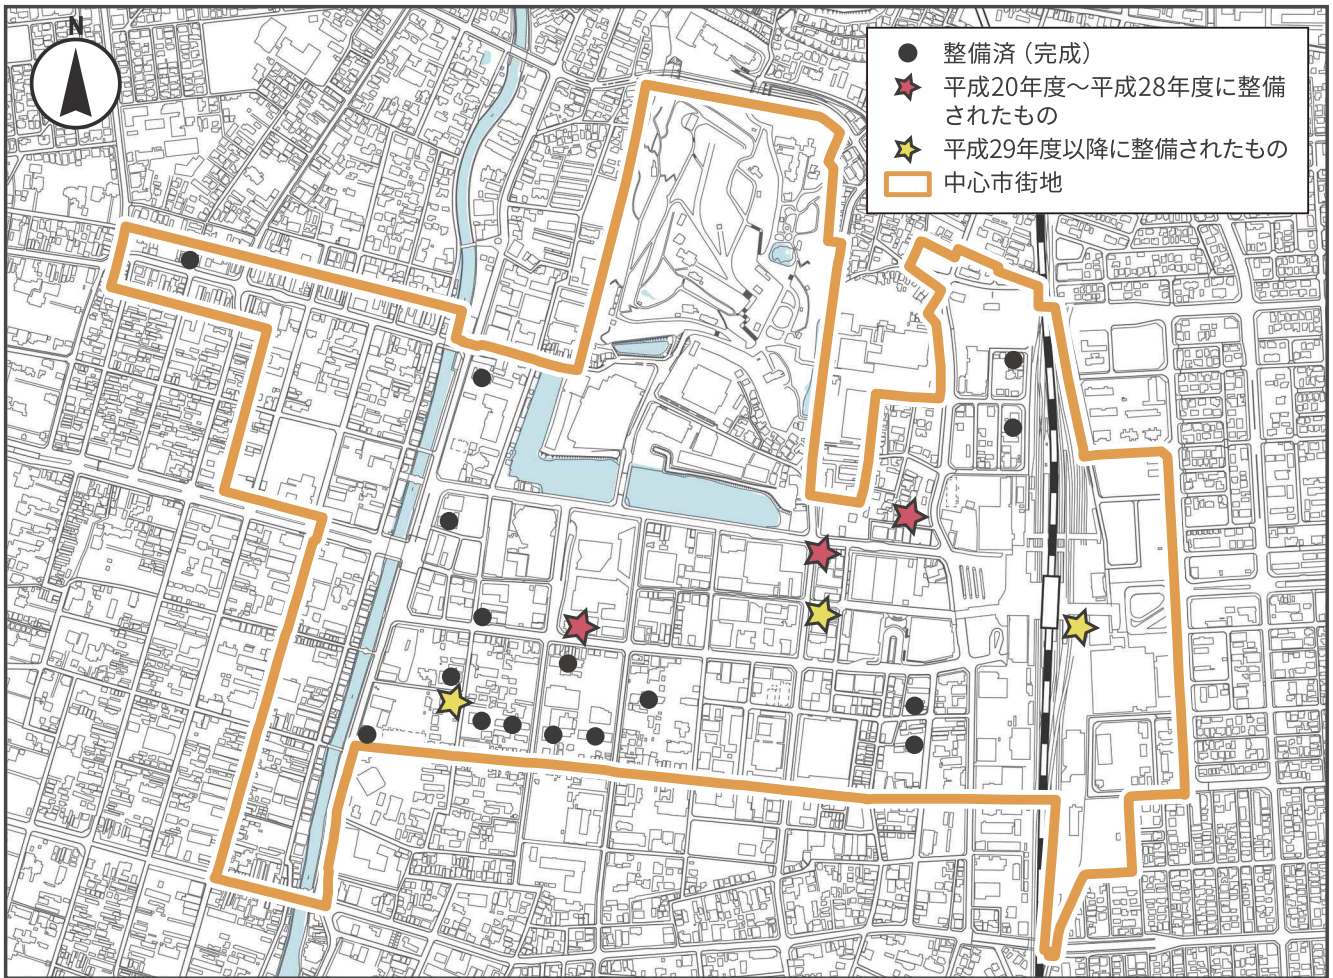 N
整備済（完成）
平成20年度～平成28年度に整備
されたもの
平成29年度以降に整備されたもの
中心市街地